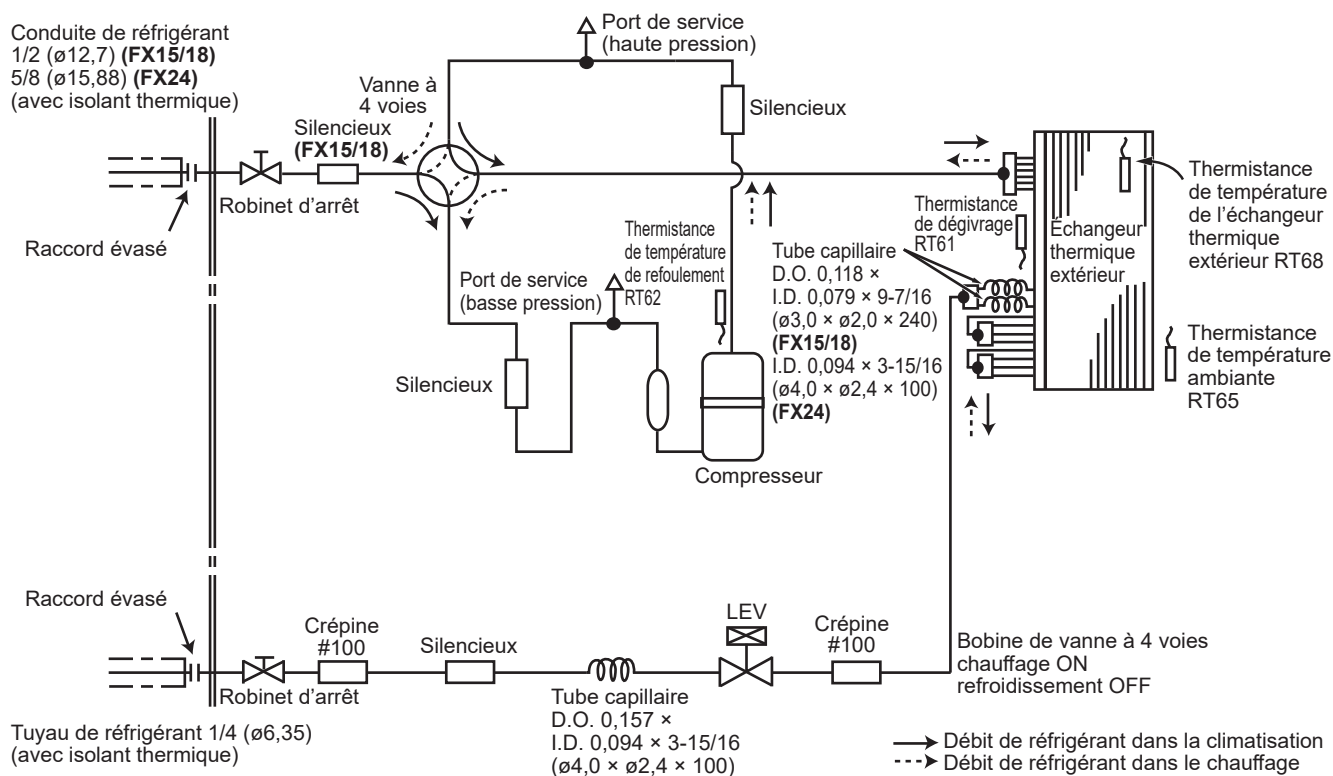 Conduite de réfrigérant
1/2 (ø12,7) (FX15/18)
5/8 (ø15,88) (FX24)
(avec isolant thermique)
Port de service
(haute pression)
Vanne à
4 voies
Silencieux
Silencieux
(FX15/18)
Robinet d'arrêt
Raccord évasé
Thermistance
de température
de refoulement
RT62
Port de service
(basse pression)
Silencieux
Compresseur
Thermistance
de dégivrage
RT61
Tube capillaire
D.O. 0,118 ×
I.D. 0,079 × 9-7/16
(ø3,0 × ø2,0 × 240)
(FX15/18)
I.D. 0,094 × 3-15/16
(ø4,0 × ø2,4 × 100)
(FX24)
Échangeur
thermique
extérieur
Thermistance
de température
de l'échangeur
thermique
extérieur RT68
Thermistance
de température
ambiante
RT65
Raccord évasé
Robinet d'arrêt
Crépine
#100
Silencieux
Tube capillaire
D.O. 0,157 ×
I.D. 0,094 × 3-15/16
(ø4,0 × ø2,4 × 100)
LEV
Crépine
#100
Bobine de vanne à 4 voies
chauffage ON
refroidissement OFF
Tuyau de réfrigérant 1/4 (ø6,35)
(avec isolant thermique)
Débit de réfrigérant dans la climatisation
Débit de réfrigérant dans le chauffage